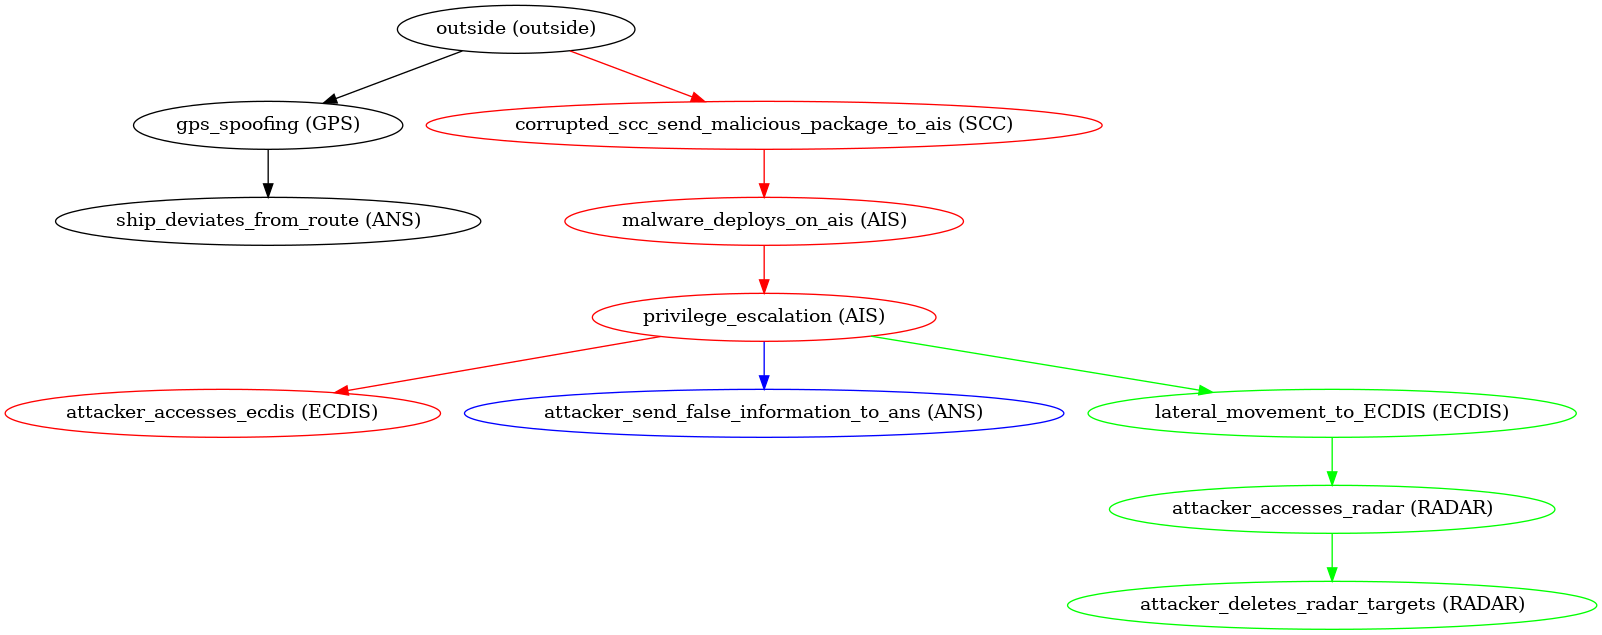 outside (outside)
gps_spoofing (GPS)
corrupted_scc_send_malicious_package_to_ais (SCC)
ship_deviates_from_route (ANS)
malware_deploys_on_ais (AIS)
privilege_escalation (AIS)
attacker_accesses_ecdis (ECDIS)
attacker_send_false_information_to_ans (ANS)
lateral_movement_to_ECDIS (ECDIS)
attacker_accesses_radar (RADAR)
attacker_deletes_radar_targets (RADAR)